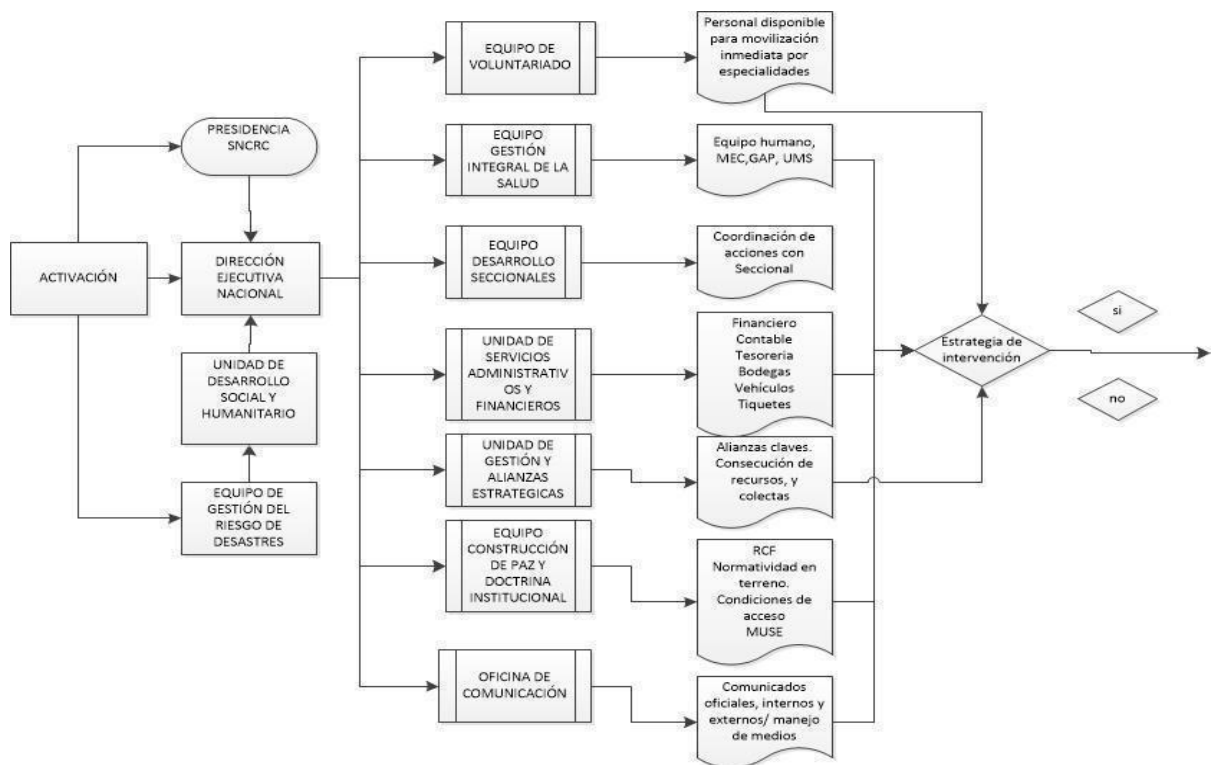 PRESIDENCIA
SNCRC
ACTIVACIÓN
DIRECCIÓN
EJECUTIVA
NACIONAL
UNIDAD DE
DESARROLLO
SOCIAL Y
HUMANITARIO
EQUIPO DE
GESTIÓN DEL
RIESGO DE
DESASTRES
EQUIPO DE
VOLUNTARIADO
Personal disponible
para movilización
inmediata por
especialidades
EQUIPO
GESTIÓN
INTEGRAL DE LA
SALUD
Equipo humano,
MEC,GAP, UMS
EQUIPO
DESARROLLO
SECCIONALES
Coordinación de
acciones con
Seccional
UNIDAD DE
SERVICIOS
ADMINISTRATIV
OS Y
FINANCIEROS
Financiero
Contable
Tesoreria
Bodegas
Vehículos
Tiquetes
UNIDAD DE
GESTIÓN Y
ALIANZAS
ESTRATEGICAS
Alianzas claves.
Consecución de
recursos, y
colectas
EQUIPO
CONSTRUCCIÓN
DE PAZ Y
DOCTRINA
INSTITUCIONAL
RCF
Normatividad en
terreno.
Condiciones de
acceso
MUSE
OFICINA DE
COMUNICACIÓN
Comunicados
oficiales, internos y
externos/ manejo
de medios
Estrategia de
intervención
si
no